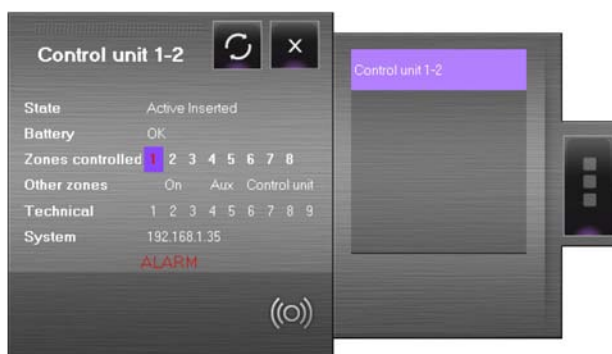 Control unit 1-2
X
State Active Inserted
Battery OK
Zones controlled 1 2 3 4 5 6 7 8
Other zones On Aux Control unit
Technical 1 2 3 4 5 6 7 8 9
System 192.168.1.35
ALARM
Control unit 1-2